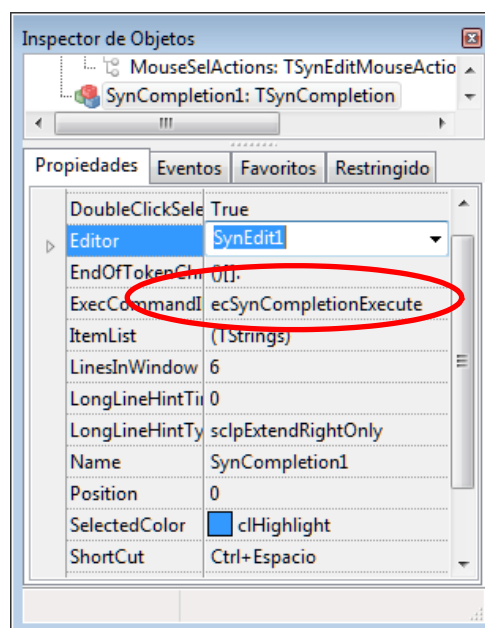 Inspector de Objetos
MouseSelActions: TSynEditMouseActio
SynCompletion1: TSynCompletion
Propiedades Eventos Favoritos Restringido
DoubleClickSele True
Editor SynEdit1
EndOfTokenChr ()[].
ExecCommandI ecSynCompletionExecute
ItemList (TStrings)
LinesInWindow 6
LongLineHintTir 0
LongLineHintTy sclpExtendRightOnly
Name SynCompletion1
Position 0
SelectedColor clHighlight
ShortCut Ctrl+Espacio